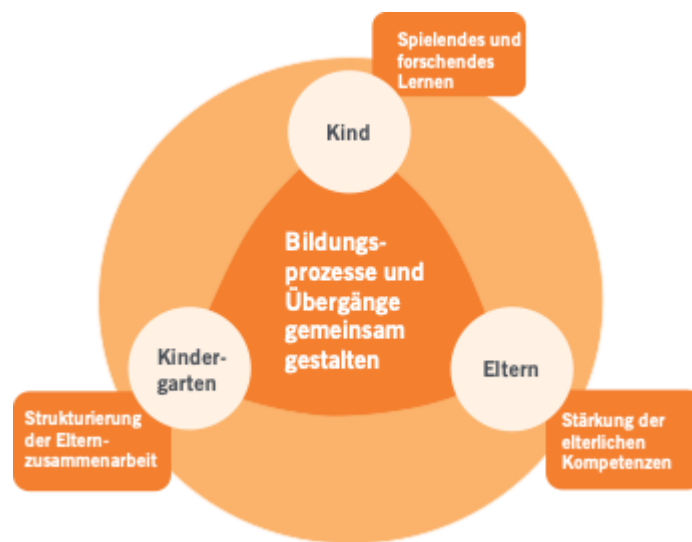 Spielendes und
forschendes
Lernen
Kind
Bildungs-
prozesse und
Übergänge
gemeinsam
gestalten
Kinder-
garten
Eltern
Strukturierung
der Eltern-
zusammenarbeit
Stärkung der
elterlichen
Kompetenzen